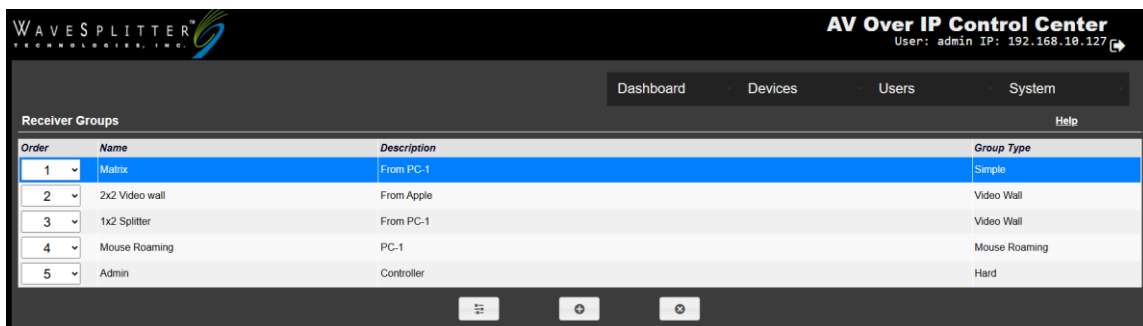 WAVESPLITTER™
TECHNOLOGIES, INC.
AV Over IP Control Center
User: admin IP: 192.168.10.127
Dashboard Devices Users System
Receiver Groups Help
Order Name Description Group Type
1 Matrix From PC-1 Simple
2 2x2 Video wall From Apple Video Wall
3 1x2 Splitter From PC-1 Video Wall
4 Mouse Roaming PC-1 Mouse Roaming
5 Admin Controller Hard